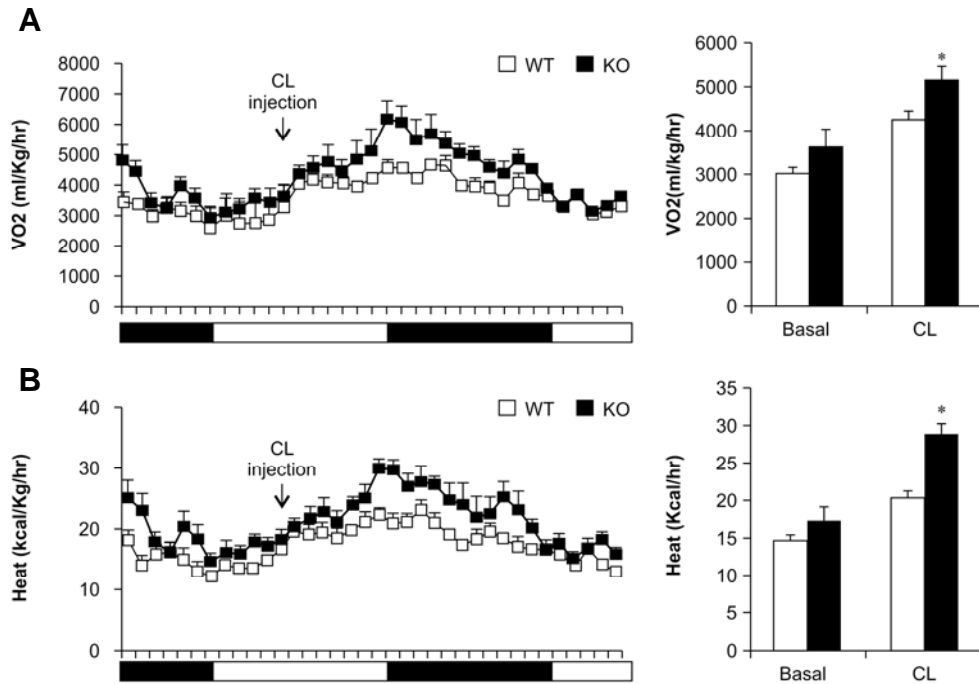 A
VO2 (ml/Kg/hr)
8000
7000
6000
5000
4000
3000
2000
1000
0
CL
injection
WT KO
VO2(ml/kg/hr)
6000
5000
4000
3000
2000
1000
0
*
Basal CL
B
Heat (kcal/Kg/hr)
40
30
20
10
0
CL
injection
WT KO
Heat (Kcal/Kg/hr)
35
30
25
20
15
10
5
0
*
Basal CL